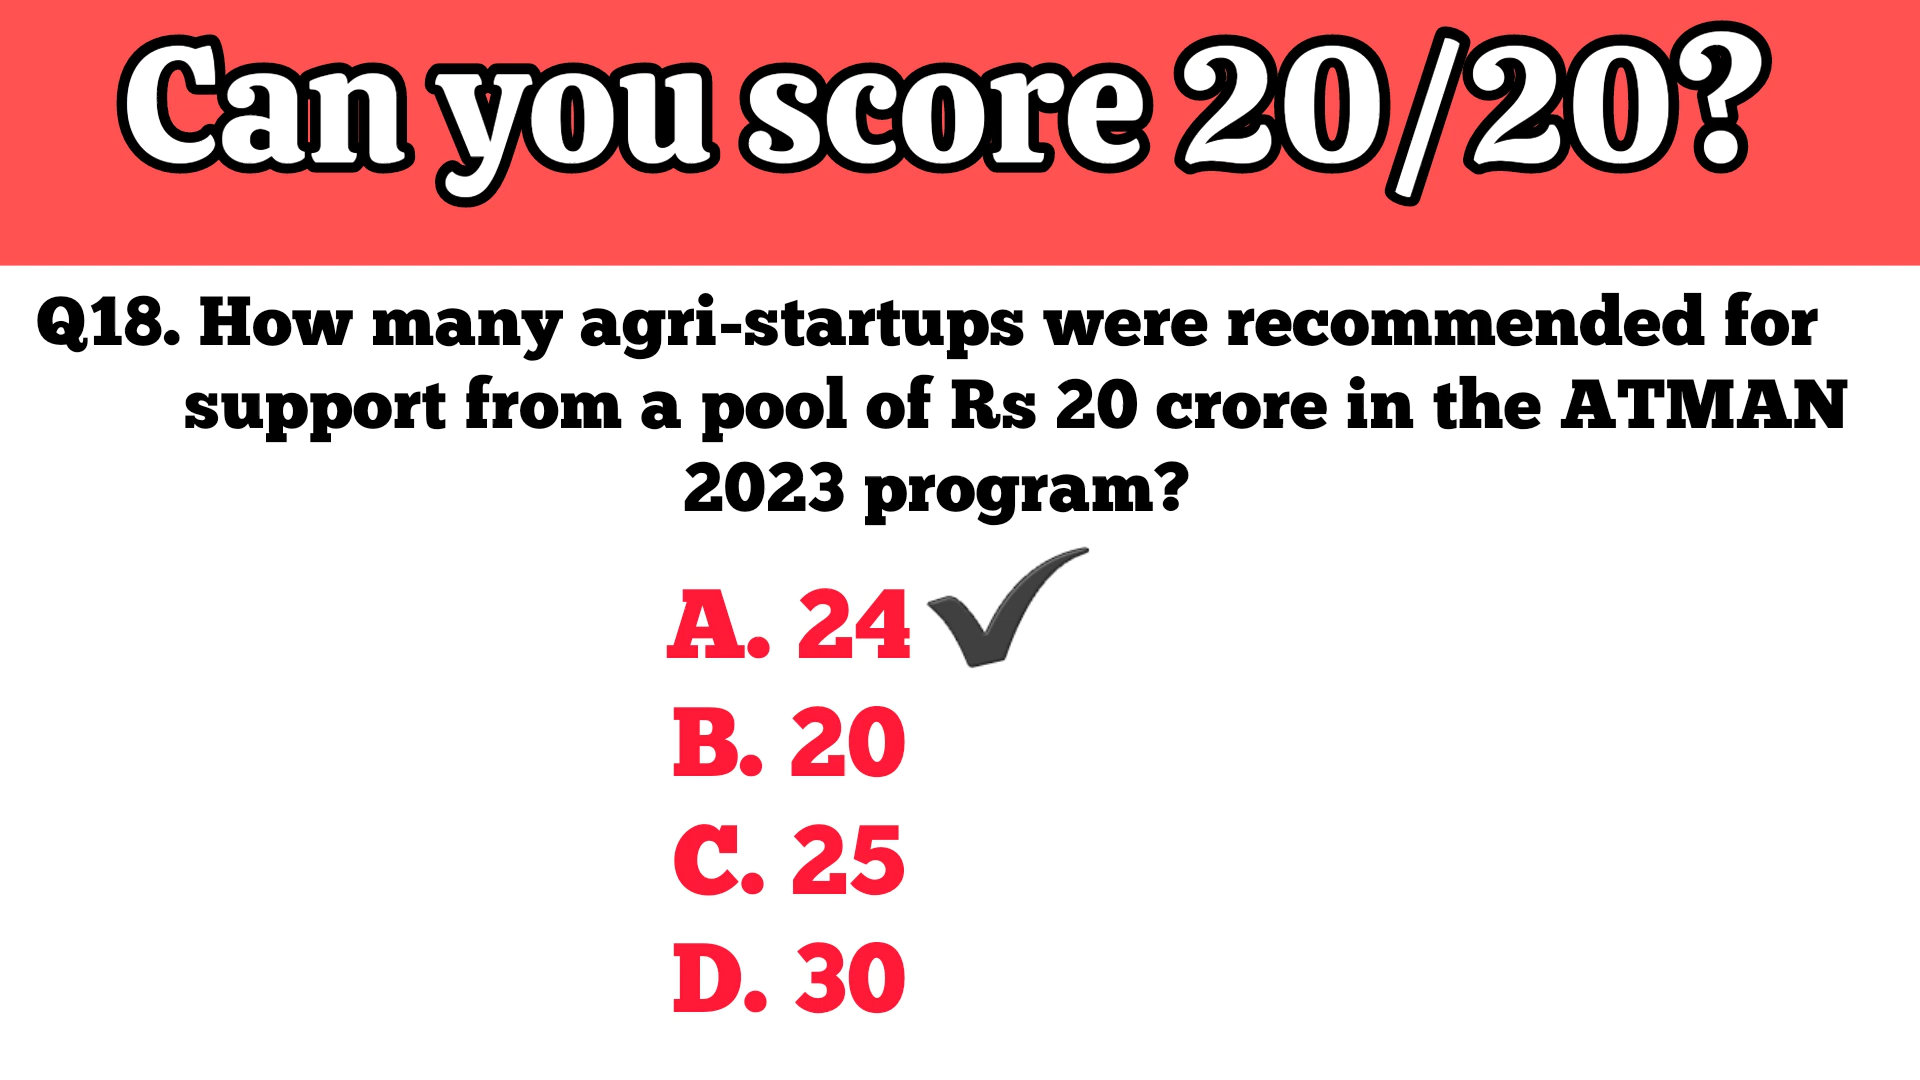 Can you score 20/20?
Q18. How many agri-startups were recommended for
support from a pool of Rs 20 crore in the ATMAN
2023 program?
A. 24
B. 20
C. 25
D. 30